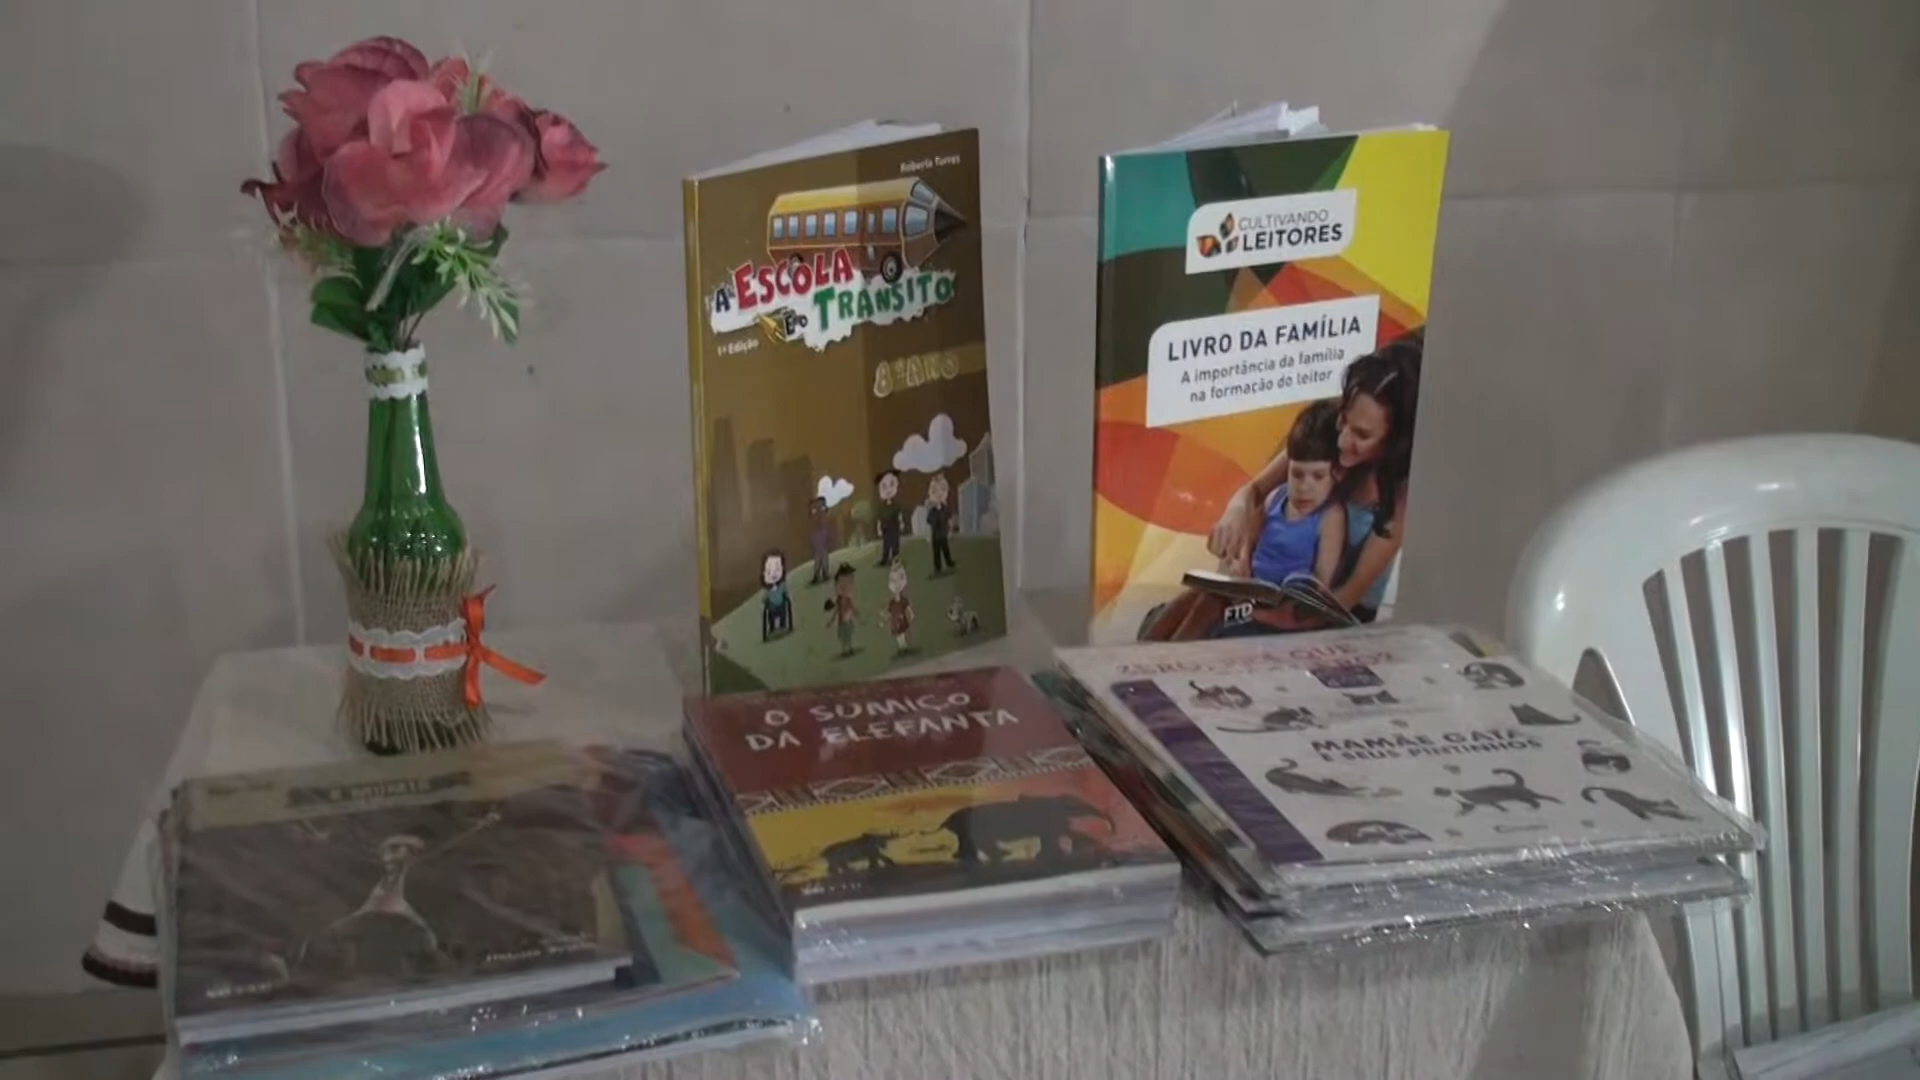 Roberta Torres
A ESCOLA
E O TRÂNSITO
1ª Edição
8º ANO
CULTIVANDO
LEITORES
LIVRO DA FAMÍLIA
A importância da família
na formação do leitor
FTD
O SUMIÇO
DA ELEFANTA
MAMÃE GATA
E SEUS PINTINHOS